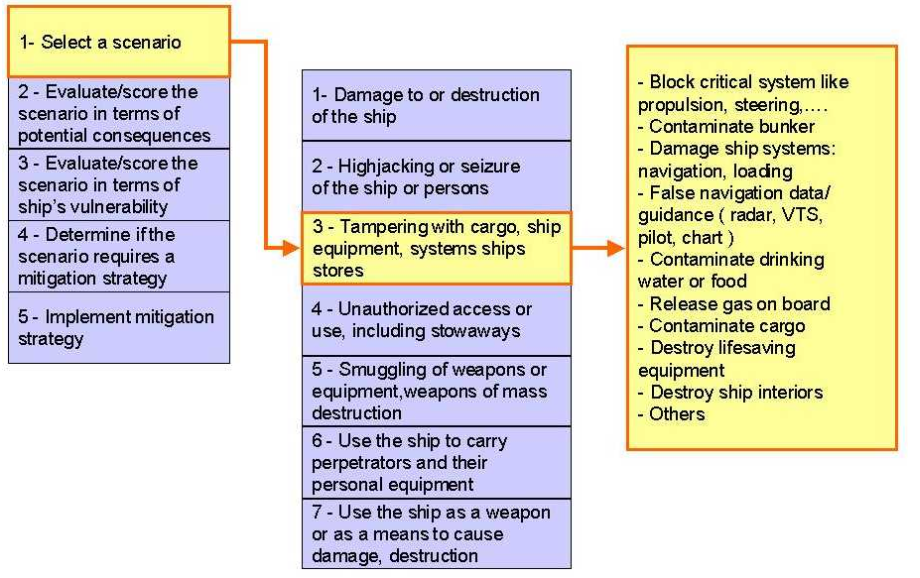 1- Select a scenario
2 - Evaluate/score the
scenario in terms of
potential consequences
3 - Evaluate/score the
scenario in terms of
ship's vulnerability
4 - Determine if the
scenario requires a
mitigation strategy
5 - Implement mitigation
strategy
1- Damage to or destruction
of the ship
2 - Highjacking or seizure
of the ship or persons
3 - Tampering with cargo, ship
equipment, systems ships
stores
4 - Unauthorized access or
use, including stowaways
5 - Smuggling of weapons or
equipment,weapons of mass
destruction
6 - Use the ship to carry
perpetrators and their
personal equipment
7 - Use the ship as a weapon
or as a means to cause
damage, destruction
- Block critical system like
propulsion, steering,....
- Contaminate bunker
- Damage ship systems:
navigation, loading
- False navigation data/
guidance ( radar, VTS,
pilot, chart )
- Contaminate drinking
water or food
- Release gas on board
- Contaminate cargo
- Destroy lifesaving
equipment
- Destroy ship interiors
- Others